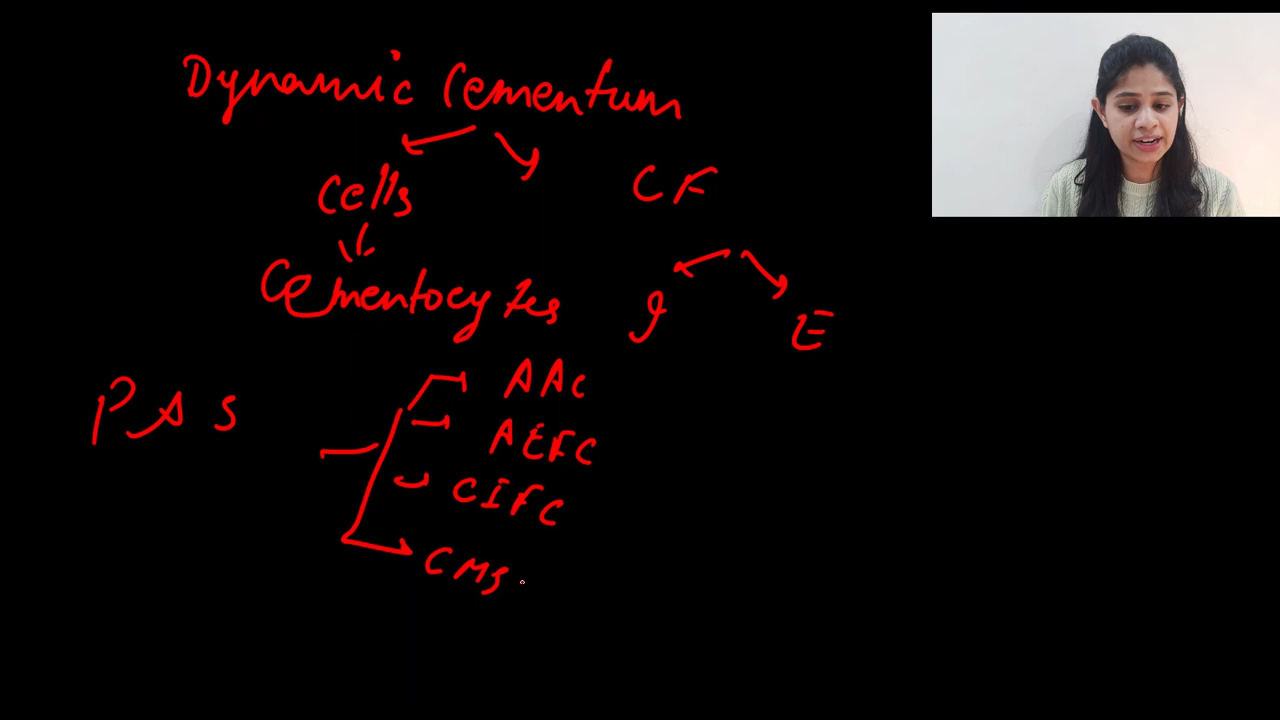 Dynamic Cementum
Cells
CF
Cementocytes
I
E
PAS
AAC
AEFC
CIFC
CMS